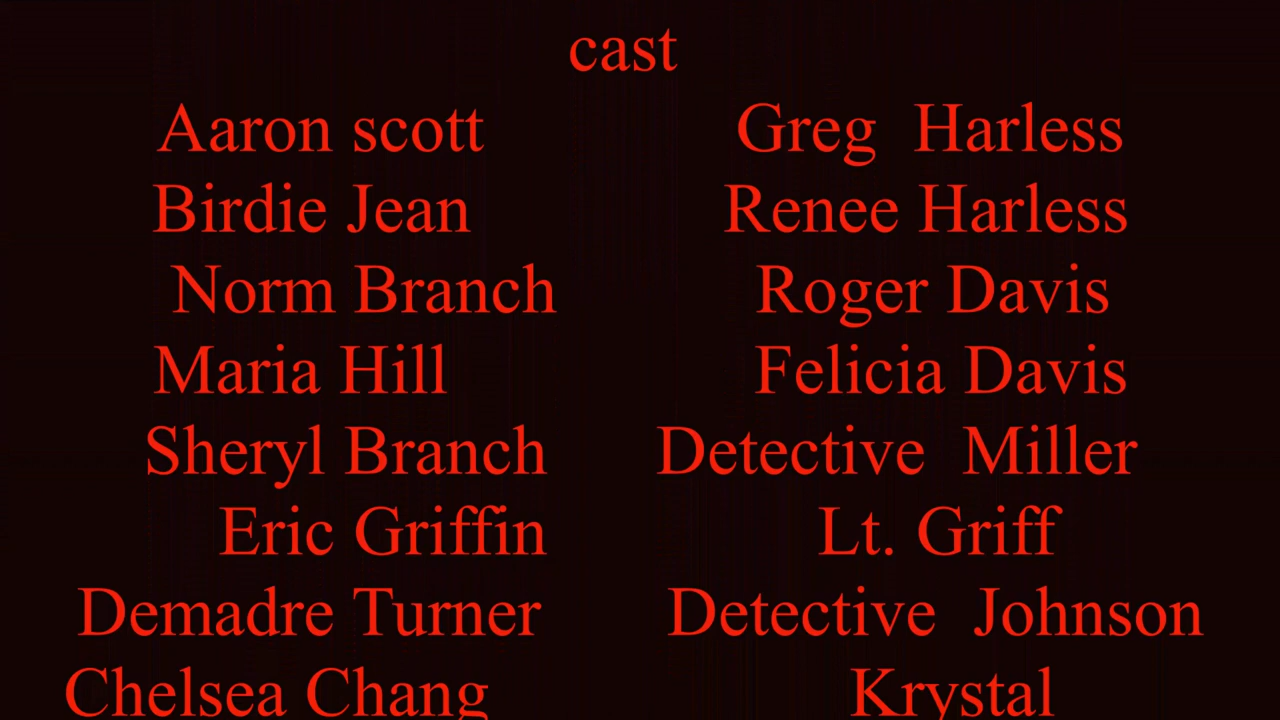 cast
Aaron scott Greg Harless
Birdie Jean Renee Harless
Norm Branch Roger Davis
Maria Hill Felicia Davis
Sheryl Branch Detective Miller
Eric Griffin Lt. Griff
Demadre Turner Detective Johnson
Chelsea Chang Krystal